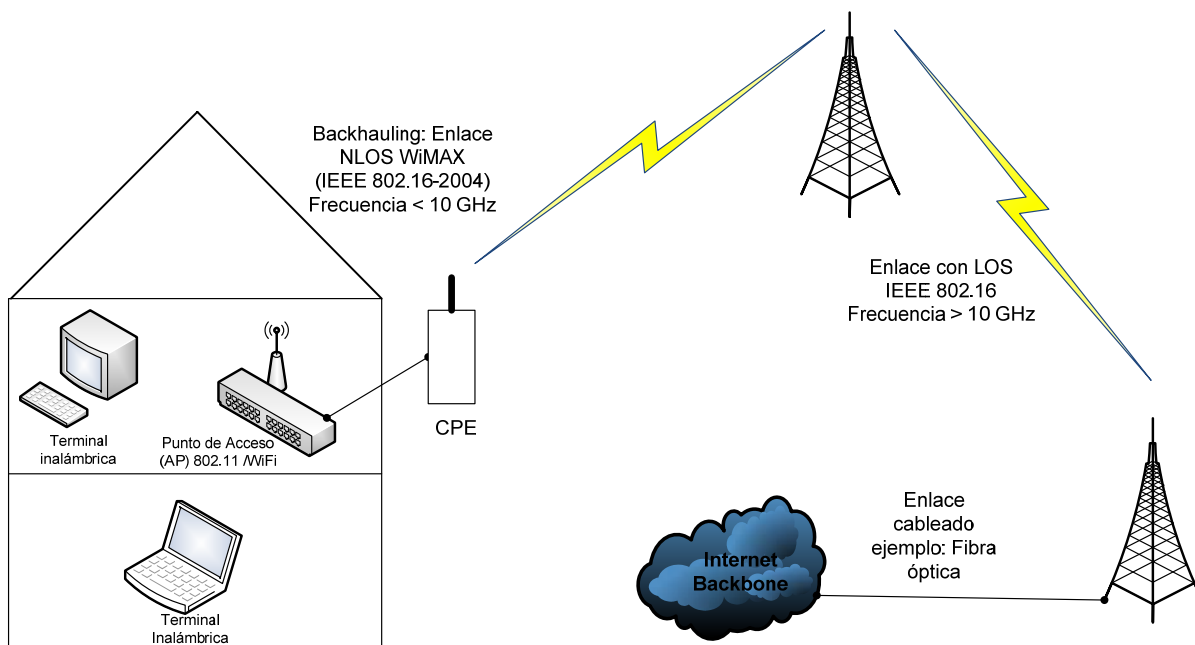 Backhauling: Enlace
NLOS WiMAX
(IEEE 802.16-2004)
Frecuencia < 10 GHz
Enlace con LOS
IEEE 802.16
Frecuencia > 10 GHz
CPE
Terminal
inalámbrica
Punto de Acceso
(AP) 802.11 /WiFi
Enlace
cableado
ejemplo: Fibra
óptica
Internet
Backbone
Terminal
Inalámbrica